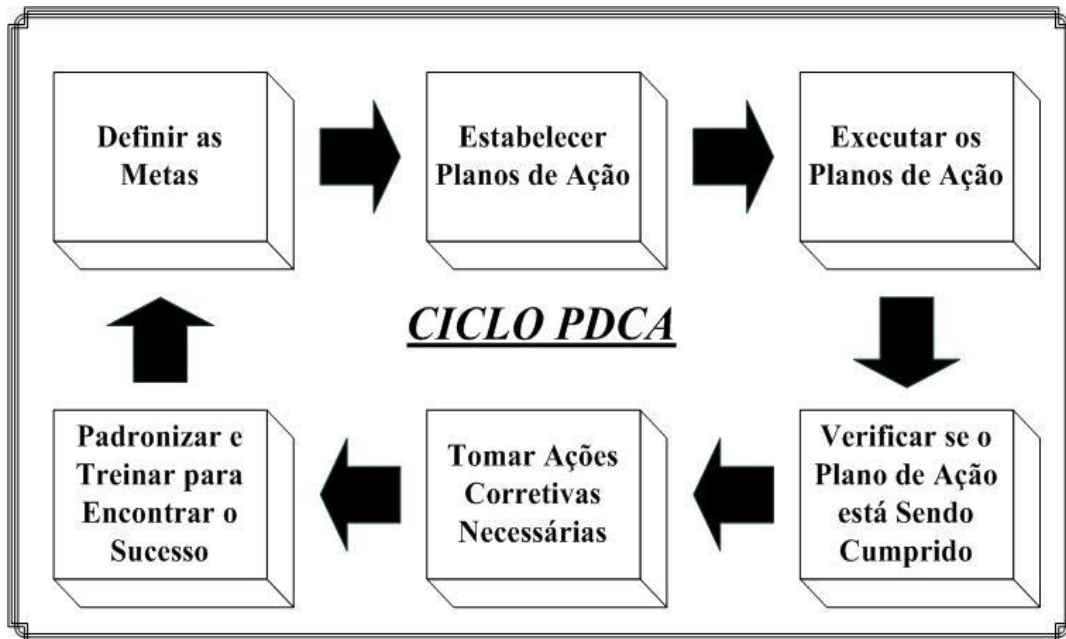 Definir as
Metas
Estabelecer
Planos de Ação
Executar os
Planos de Ação
CICLO PDCA
Padronizar e
Treinar para
Encontrar o
Sucesso
Tomar Ações
Corretivas
Necessárias
Verificar se o
Plano de Ação
está Sendo
Cumprido